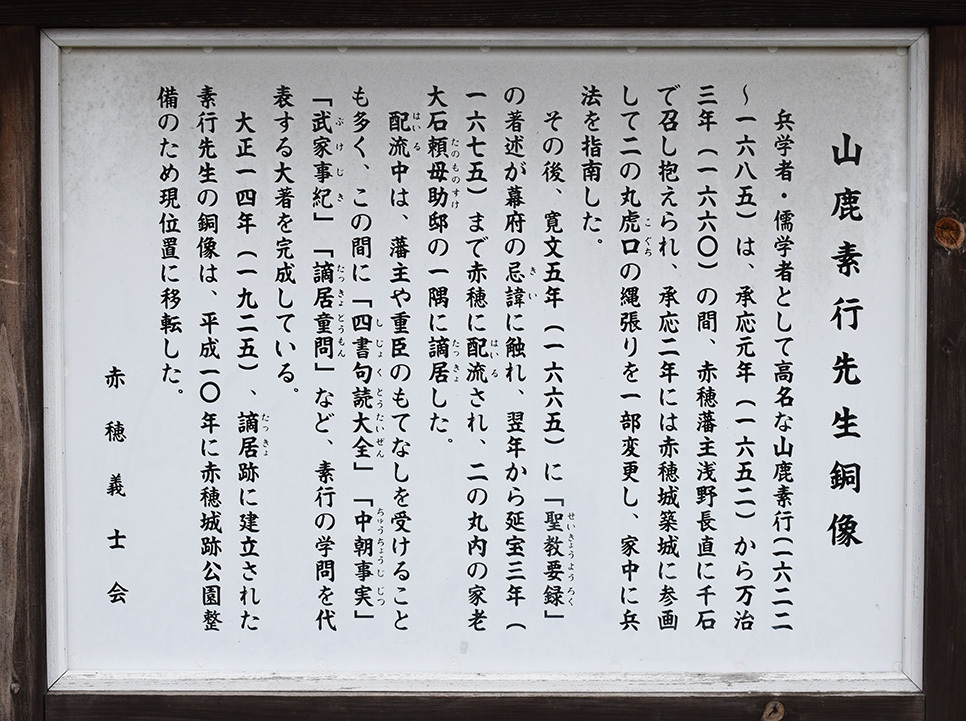 山鹿素行先生銅像
兵学者・儒学者として高名な山鹿素行(一六二二
～一六八五)は、承応元年(一六五二)から万治
三年(一六六〇)の間、赤穂藩主浅野長直に千石
で召し抱えられ、承応二年には赤穂城築城に参画
して二の丸虎口の縄張りを一部変更し、家中に兵
法を指南した。
その後、寛文五年(一六六五)に「聖教要録」
の著述が幕府の忌諱に触れ、翌年から延宝三年(
一六七五)まで赤穂に配流され、二の丸内の家老
大石頼母助邸の一隅に謫居した。
配流中は、藩主や重臣のもてなしを受けること
も多く、この間に「四書句読大全」「中朝事実」
「武家事紀」「謫居童問」など、素行の学問を代
表する大著を完成している。
大正一四年(一九二五)、謫居跡に建立された
素行先生の銅像は、平成一〇年に赤穂城跡公園整
備のため現位置に移転した。
赤穂義士会